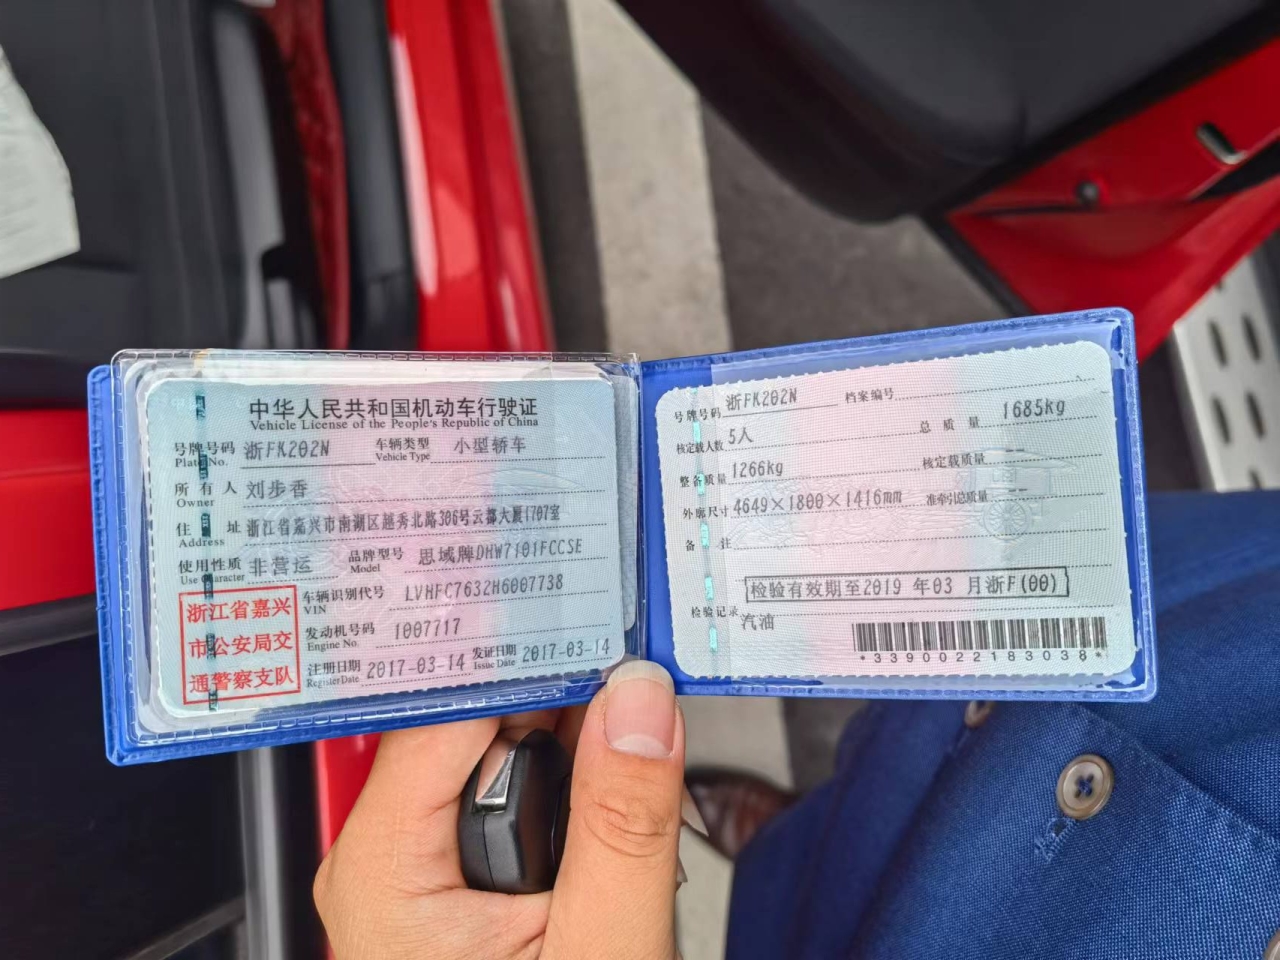 中华人民共和国机动车行驶证
Vehicle License of the People's Republic of China
号牌号码 浙FK202N 车辆类型 小型轿车
Plate No. Vehicle Type
所有人 刘步香
Owner
住址 浙江省嘉兴市南湖区越秀北路306号云都大厦1707室
Address
使用性质 非营运 品牌型号 思域牌DHW7101FCCSE
Use Character Model
浙江省嘉兴
市公安局交
通警察支队
车辆识别代号 LVHFC7632H6007738
VIN
发动机号码 1007717
Engine No.
注册日期 2017-03-14 发证日期 2017-03-14
Register Date Issue Date
号牌号码 浙FK202N 档案编号
核定载人数 5人 总质量 1685kg
整备质量 1266kg 核定载质量 --
外廓尺寸 4649×1800×1416mm 准牵引总质量 --
备注
检验有效期至2019 年03 月浙F(00)
检验记录
汽油
*3390022183038*